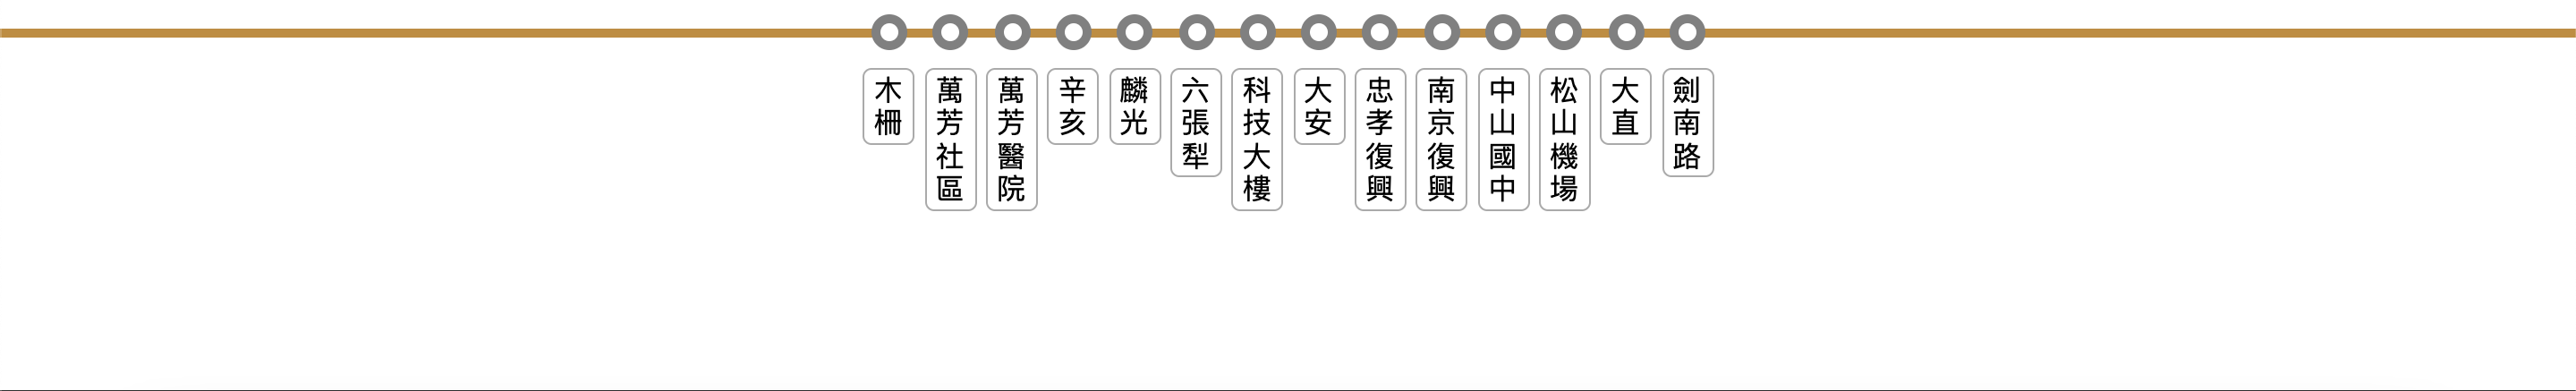 木柵
萬芳社區
萬芳醫院
辛亥
麟光
六張犁
科技大樓
大安
忠孝復興
南京復興
中山國中
松山機場
大直
劍南路